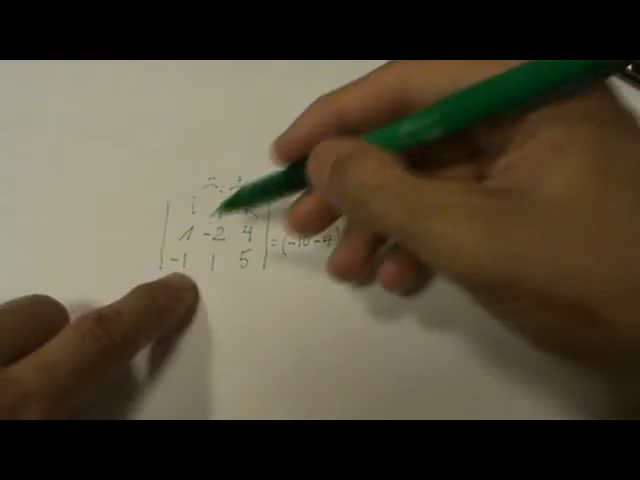 i
1 -2 4 = (-10-4)
-1 1 5